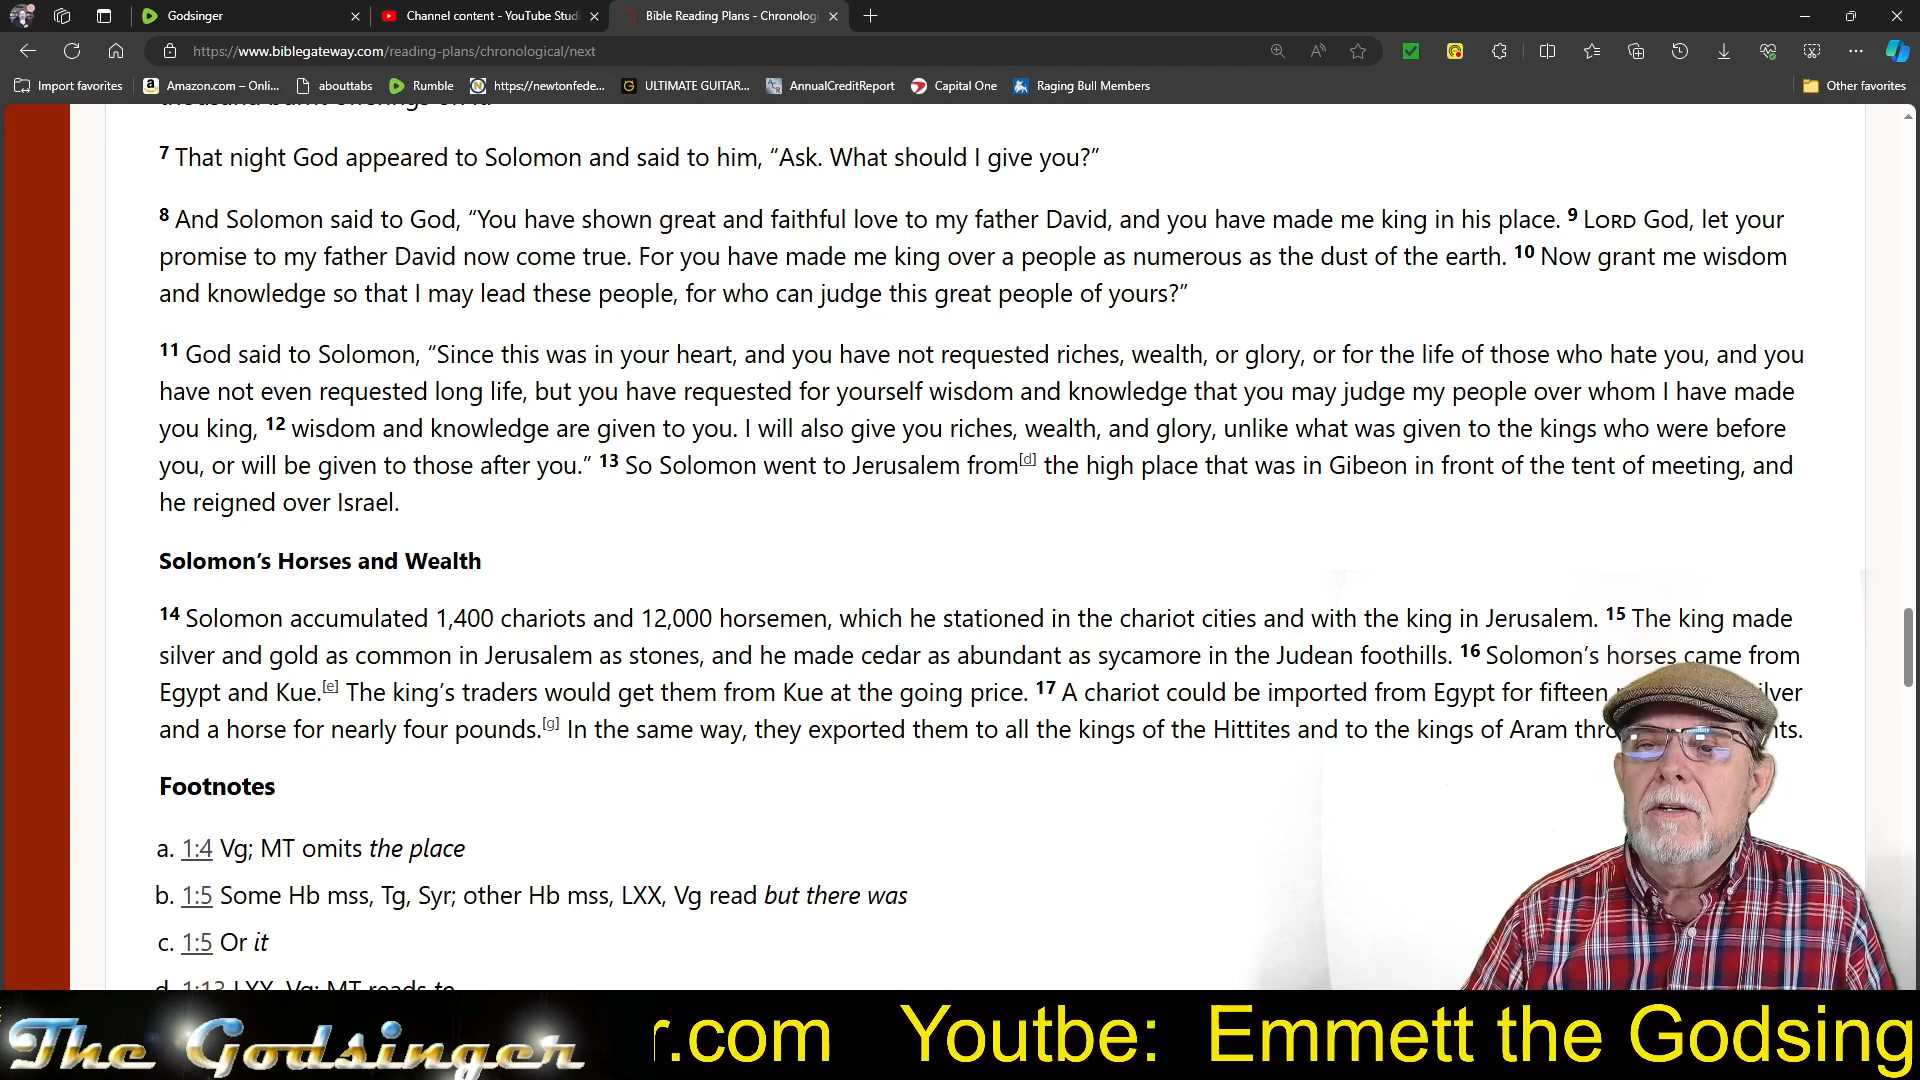 Godsinger
Channel content - YouTube Studi
Bible Reading Plans - Chronologi
https://www.biblegateway.com/reading-plans/chronological/next
Import favorites
Amazon.com – Onli...
abouttabs
Rumble
https://newtonfede...
ULTIMATE GUITAR...
AnnualCreditReport
Capital One
Raging Bull Members
Other favorites
7 That night God appeared to Solomon and said to him, “Ask. What should I give you?”
8 And Solomon said to God, “You have shown great and faithful love to my father David, and you have made me king in his place. 9 LORD God, let your
promise to my father David now come true. For you have made me king over a people as numerous as the dust of the earth. 10 Now grant me wisdom
and knowledge so that I may lead these people, for who can judge this great people of yours?”
11 God said to Solomon, “Since this was in your heart, and you have not requested riches, wealth, or glory, or for the life of those who hate you, and you
have not even requested long life, but you have requested for yourself wisdom and knowledge that you may judge my people over whom I have made
you king, 12 wisdom and knowledge are given to you. I will also give you riches, wealth, and glory, unlike what was given to the kings who were before
you, or will be given to those after you.” 13 So Solomon went to Jerusalem from[d] the high place that was in Gibeon in front of the tent of meeting, and
he reigned over Israel.
Solomon’s Horses and Wealth
14 Solomon accumulated 1,400 chariots and 12,000 horsemen, which he stationed in the chariot cities and with the king in Jerusalem. 15 The king made
silver and gold as common in Jerusalem as stones, and he made cedar as abundant as sycamore in the Judean foothills. 16 Solomon’s horses came from
Egypt and Kue.[e] The king’s traders would get them from Kue at the going price. 17 A chariot could be imported from Egypt for fifteen
and a horse for nearly four pounds.[g] In the same way, they exported them to all the kings of the Hittites and to the kings of Aram
Footnotes
a. 1:4 Vg; MT omits the place
b. 1:5 Some Hb mss, Tg, Syr; other Hb mss, LXX, Vg read but there was
c. 1:5 Or it
d. 1:13 LXX, Vg; MT reads to
The Godsinger
r.com Youtbe: Emmett the Godsing